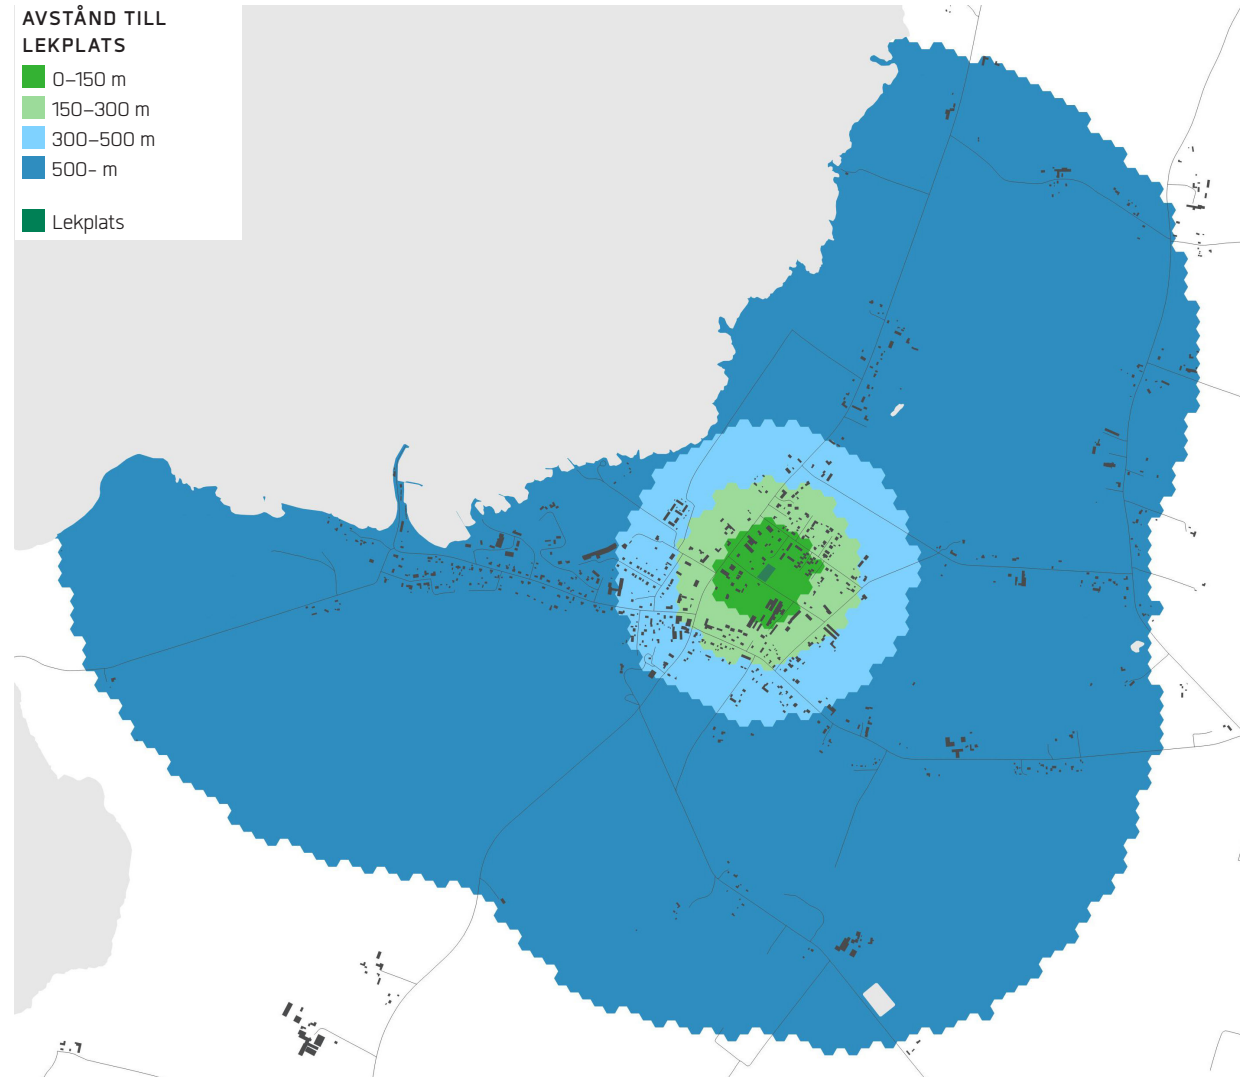 AVSTÅND TILL
LEKPLATS
0–150 m
150–300 m
300–500 m
500- m
Lekplats